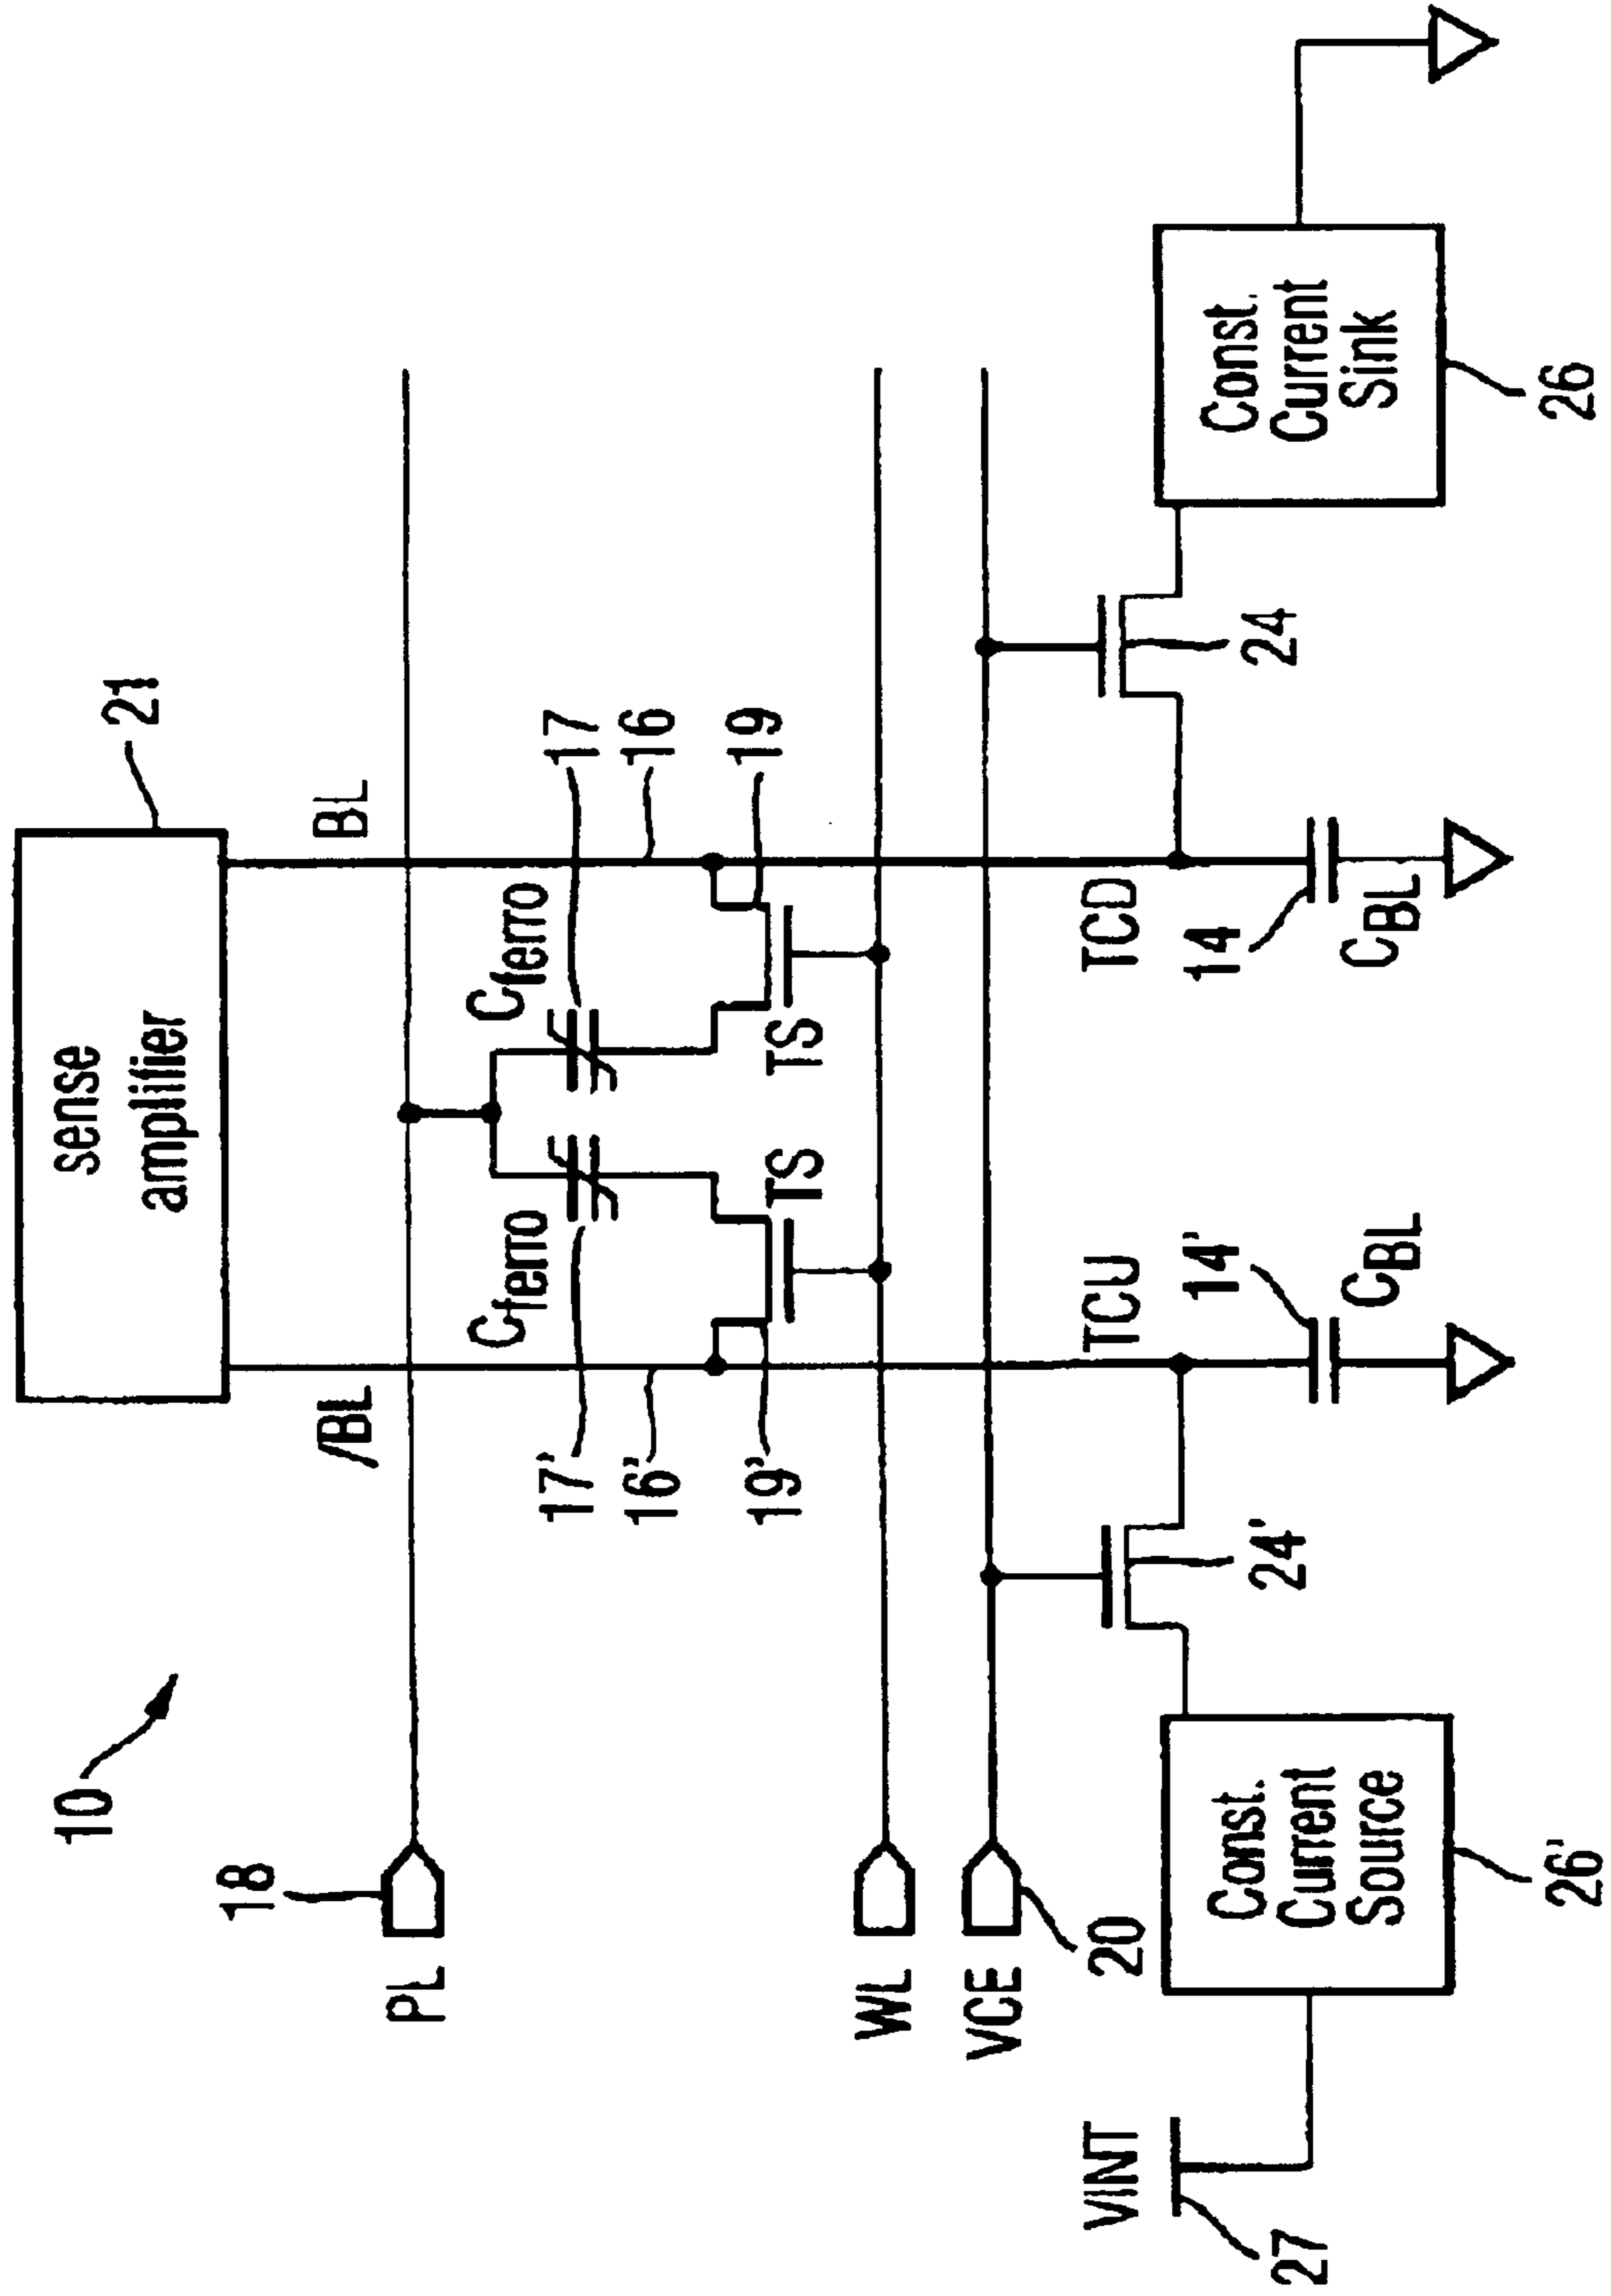 10
sense
amplifier
21
/BL
BL
18
PL
Cferro
Cferro
17'
17
16'
16
19'
19
TS
TS
WL
VCE
20
TCU
TCD
14'
14
CBL
CBL
24'
24
VINT
27
Const.
Current
Source
26'
Const.
Current
Sink
26